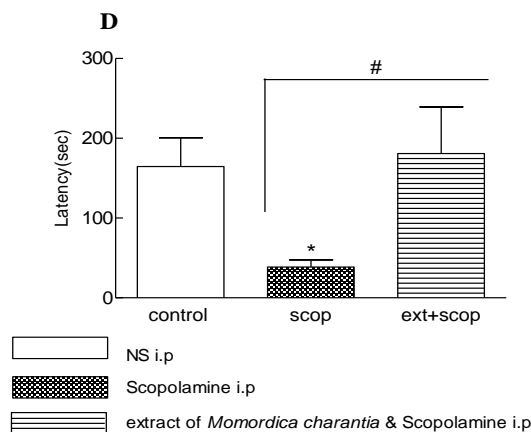 D
300
#
200
Latency(sec)
100
*
0
control scop ext+scop
NS i.p
Scopolamine i.p
extract of Momordica charantia & Scopolamine i.p